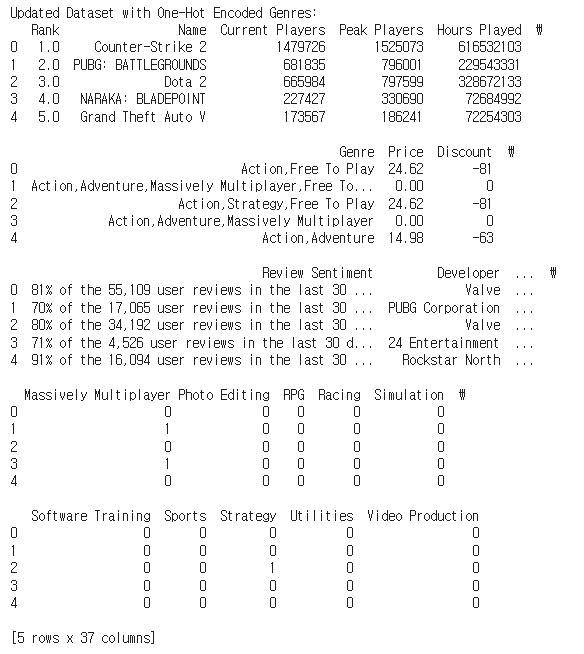 Updated Dataset with One-Hot Encoded Genres:
   Rank                 Name  Current Players  Peak Players  Hours Played  ₩
0   1.0     Counter-Strike 2          1479726       1525073     616532103
1   2.0  PUBG: BATTLEGROUNDS           681835        796001     229543331
2   3.0               Dota 2           665984        797599     328672133
3   4.0   NARAKA: BLADEPOINT           227427        330690      72684992
4   5.0   Grand Theft Auto V           173567        186241      72254303
                                               Genre  Price  Discount  ₩
0                                Action,Free To Play  24.62       -81
1  Action,Adventure,Massively Multiplayer,Free To...   0.00         0
2                       Action,Strategy,Free To Play  24.62       -81
3             Action,Adventure,Massively Multiplayer   0.00         0
4                                   Action,Adventure  14.98       -63
                                    Review Sentiment         Developer  ...  ₩
0  81% of the 55,109 user reviews in the last 30 ...             Valve  ...
1  70% of the 17,065 user reviews in the last 30 ...  PUBG Corporation  ...
2  80% of the 34,192 user reviews in the last 30 ...             Valve  ...
3  71% of the 4,526 user reviews in the last 30 d...  24 Entertainment  ...
4  91% of the 16,094 user reviews in the last 30 ...    Rockstar North  ...
  Massively Multiplayer Photo Editing  RPG  Racing  Simulation  ₩
0                     0             0    0       0           0
1                     1             0    0       0           0
2                     0             0    0       0           0
3                     1             0    0       0           0
4                     0             0    0       0           0
   Software Training  Sports  Strategy  Utilities  Video Production
0                  0       0         0          0                 0
1                  0       0         0          0                 0
2                  0       0         1          0                 0
3                  0       0         0          0                 0
4                  0       0         0          0                 0
[5 rows x 37 columns]